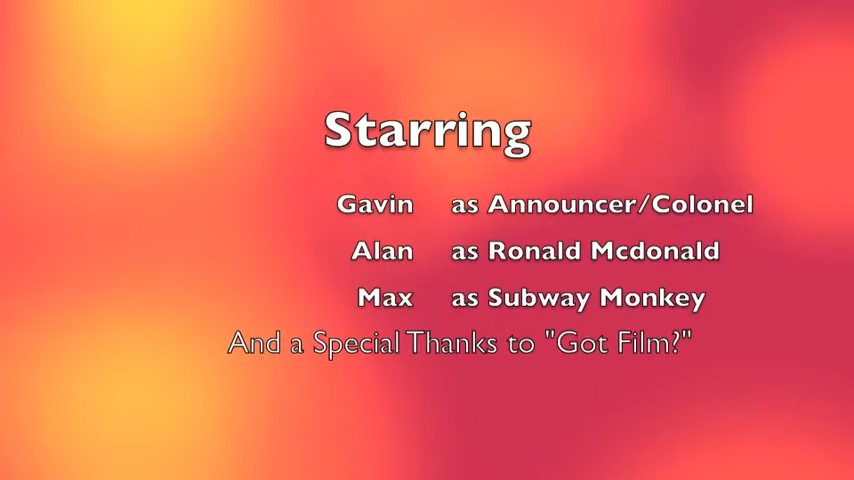 Starring
Gavin as Announcer/Colonel
Alan as Ronald Mcdonald
Max as Subway Monkey
And a Special Thanks to "Got Film?"